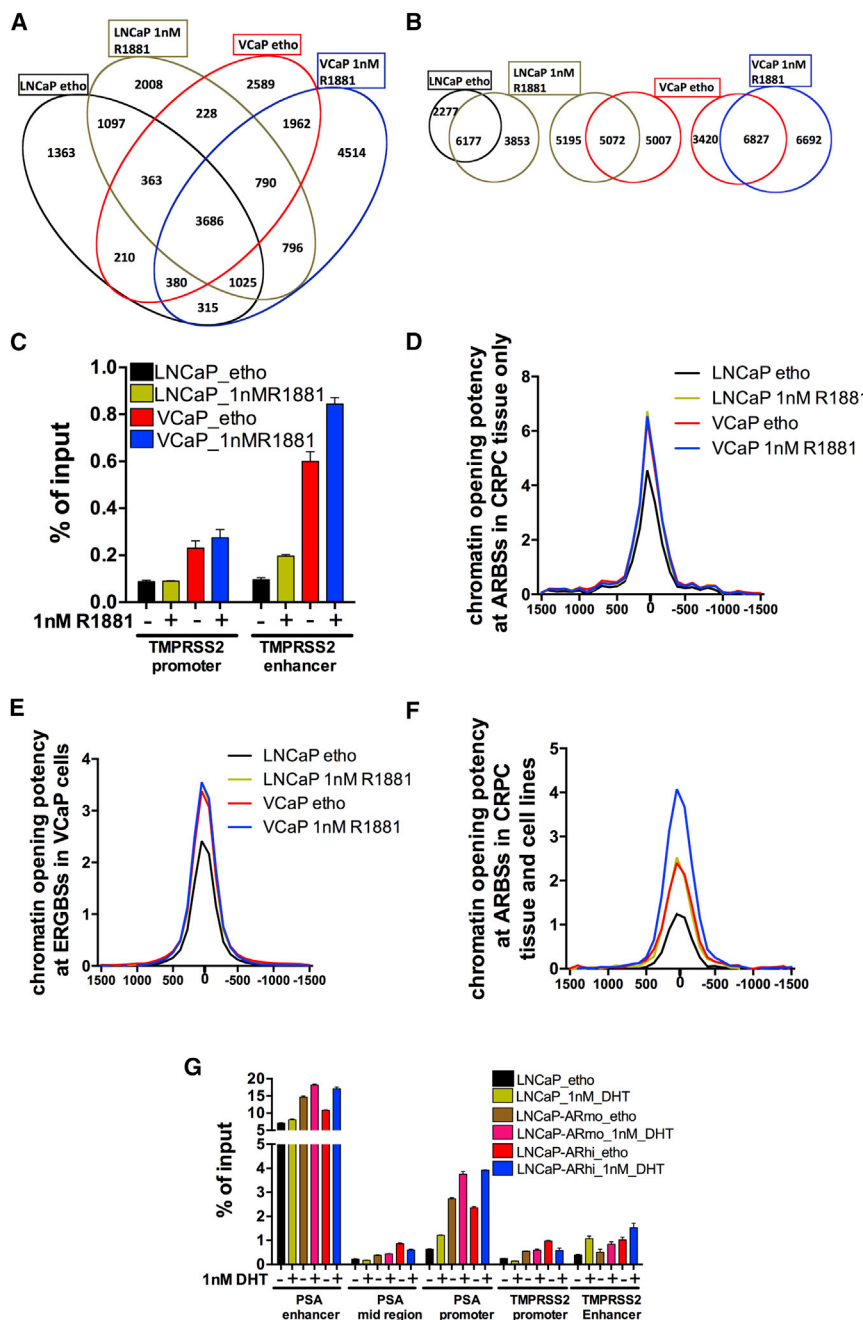 A
LNCaP etho
LNCaP 1nM
R1881
VCaP etho
VCaP 1nM
R1881
2008
2589
1097
228
1962
1363
4514
363
790
3686
210
796
380
1025
315
B
LNCaP etho
LNCaP 1nM
R1881
VCaP etho
VCaP 1nM
R1881
2277
6177
3853
5195
5072
5007
3420
6827
6692
C
% of input
1.0
0.8
0.6
0.4
0.2
0.0
LNCaP_etho
LNCaP_1nMR1881
VCaP_etho
VCaP_1nMR1881
1nM R1881 - + - + - + - +
TMPRSS2
promoter
TMPRSS2
enhancer
D
chromatin opening potency
at ARBSs in CRPC tissue only
8
6
4
2
0
LNCaP etho
LNCaP 1nM R1881
VCaP etho
VCaP 1nM R1881
1500 1000 500 0 -500 -1000 -1500
E
chromatin opening potency
at ERGBSs in VCaP cells
4
3
2
1
0
LNCaP etho
LNCaP 1nM R1881
VCaP etho
VCaP 1nM R1881
1500 1000 500 0 -500 -1000 -1500
F
chromatin opening potency
at ARBSs in CRPC
tissue and cell lines
5
4
3
2
1
0
1500 1000 500 0 -500 -1000 -1500
G
% of input
20
15
10
5
5
4
3
2
1
0
LNCaP_etho
LNCaP_1nM_DHT
LNCaP-ARmo_etho
LNCaP-ARmo_1nM_DHT
LNCaP-ARhi_etho
LNCaP-ARhi_1nM_DHT
1nM DHT - + - + - + - + - + - + - + - + - + - + - + - + - + - + - +
PSA
enhancer
PSA
mid region
PSA
promoter
TMPRSS2
promoter
TMPRSS2
Enhancer